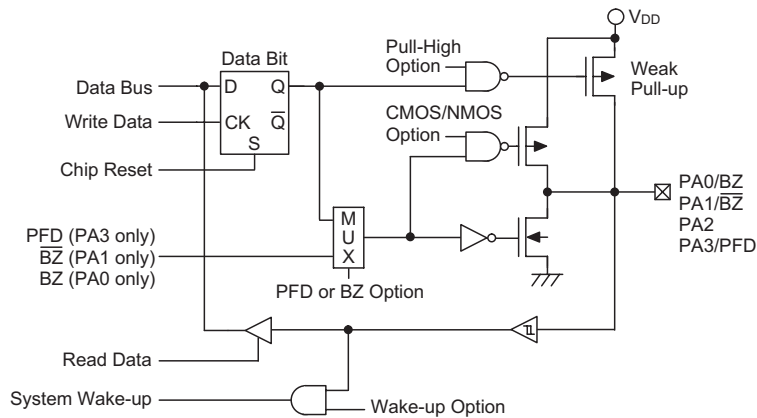 VDD
Pull-High
Option
Data Bit
Weak
Pull-up
Data Bus
D
Q
CMOS/NMOS
Option
Write Data
CK
Q̅
S
Chip Reset
PA0/BZ
PA1/B̅Z̅
PA2
PA3/PFD
M
U
X
PFD (PA3 only)
B̅Z̅ (PA1 only)
BZ (PA0 only)
PFD or BZ Option
Read Data
System Wake-up
Wake-up Option